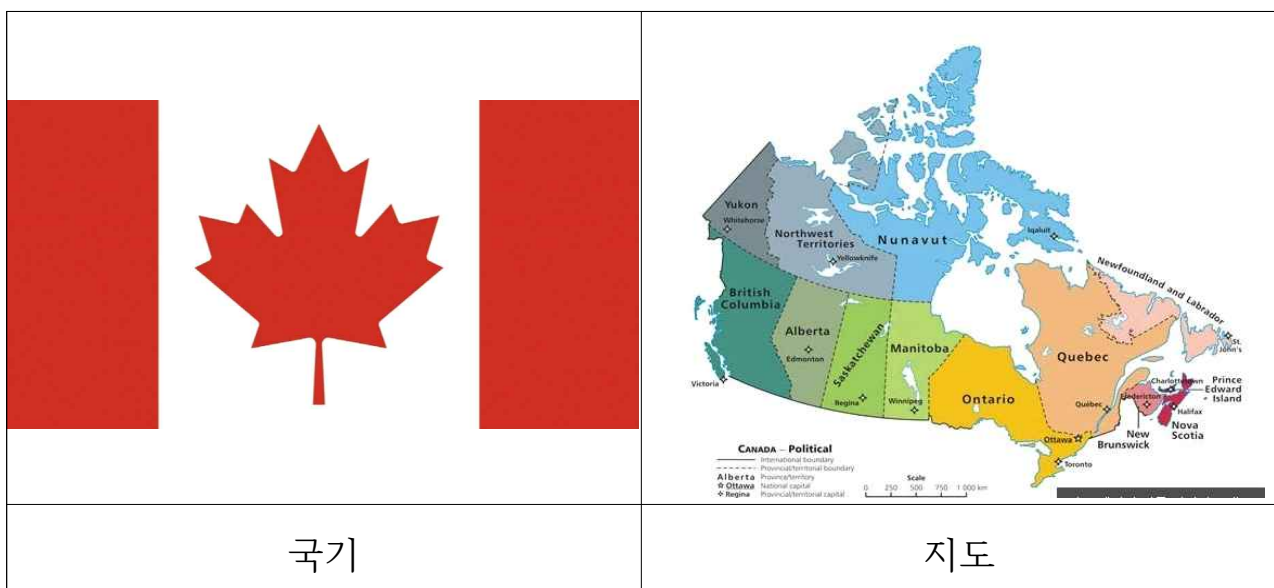 Yukon
Whitehorse
Northwest
Territories
Yellowknife
Nunavut
Iqaluit
Newfoundland and Labrador
British
Columbia
Alberta
Edmonton
Saskatchewan
Manitoba
Quebec
St.
John's
Victoria
Regina
Winnipeg
Ontario
Québec
Charlottetown
Fredericton
Prince
Edward
Island
Halifax
Nova
Scotia
New
Brunswick
Ottawa
Toronto
CANADA – Political
International boundary
Provincial/territorial boundary
Alberta Province/territory
Ottawa National capital
Regina Provincial/territorial capital
Scale
0 250 500 750 1 000 km
국기
지도